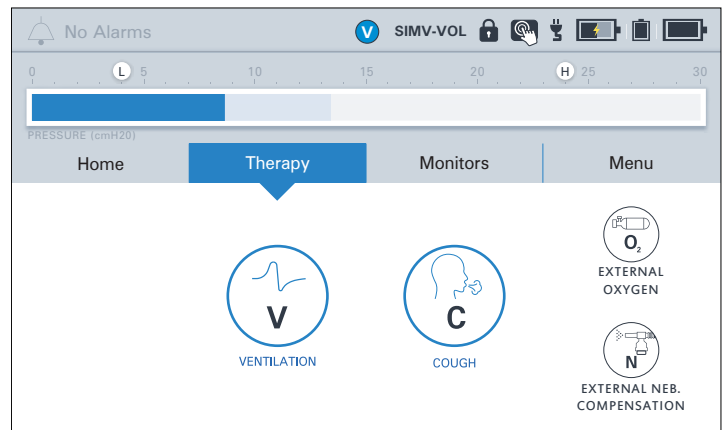 No Alarms
V SIMV-VOL
0 L 5 10 15 20 H 25 30
PRESSURE (cmH20)
Home Therapy Monitors Menu
V
VENTILATION
C
COUGH
O₂
EXTERNAL
OXYGEN
N
EXTERNAL NEB.
COMPENSATION